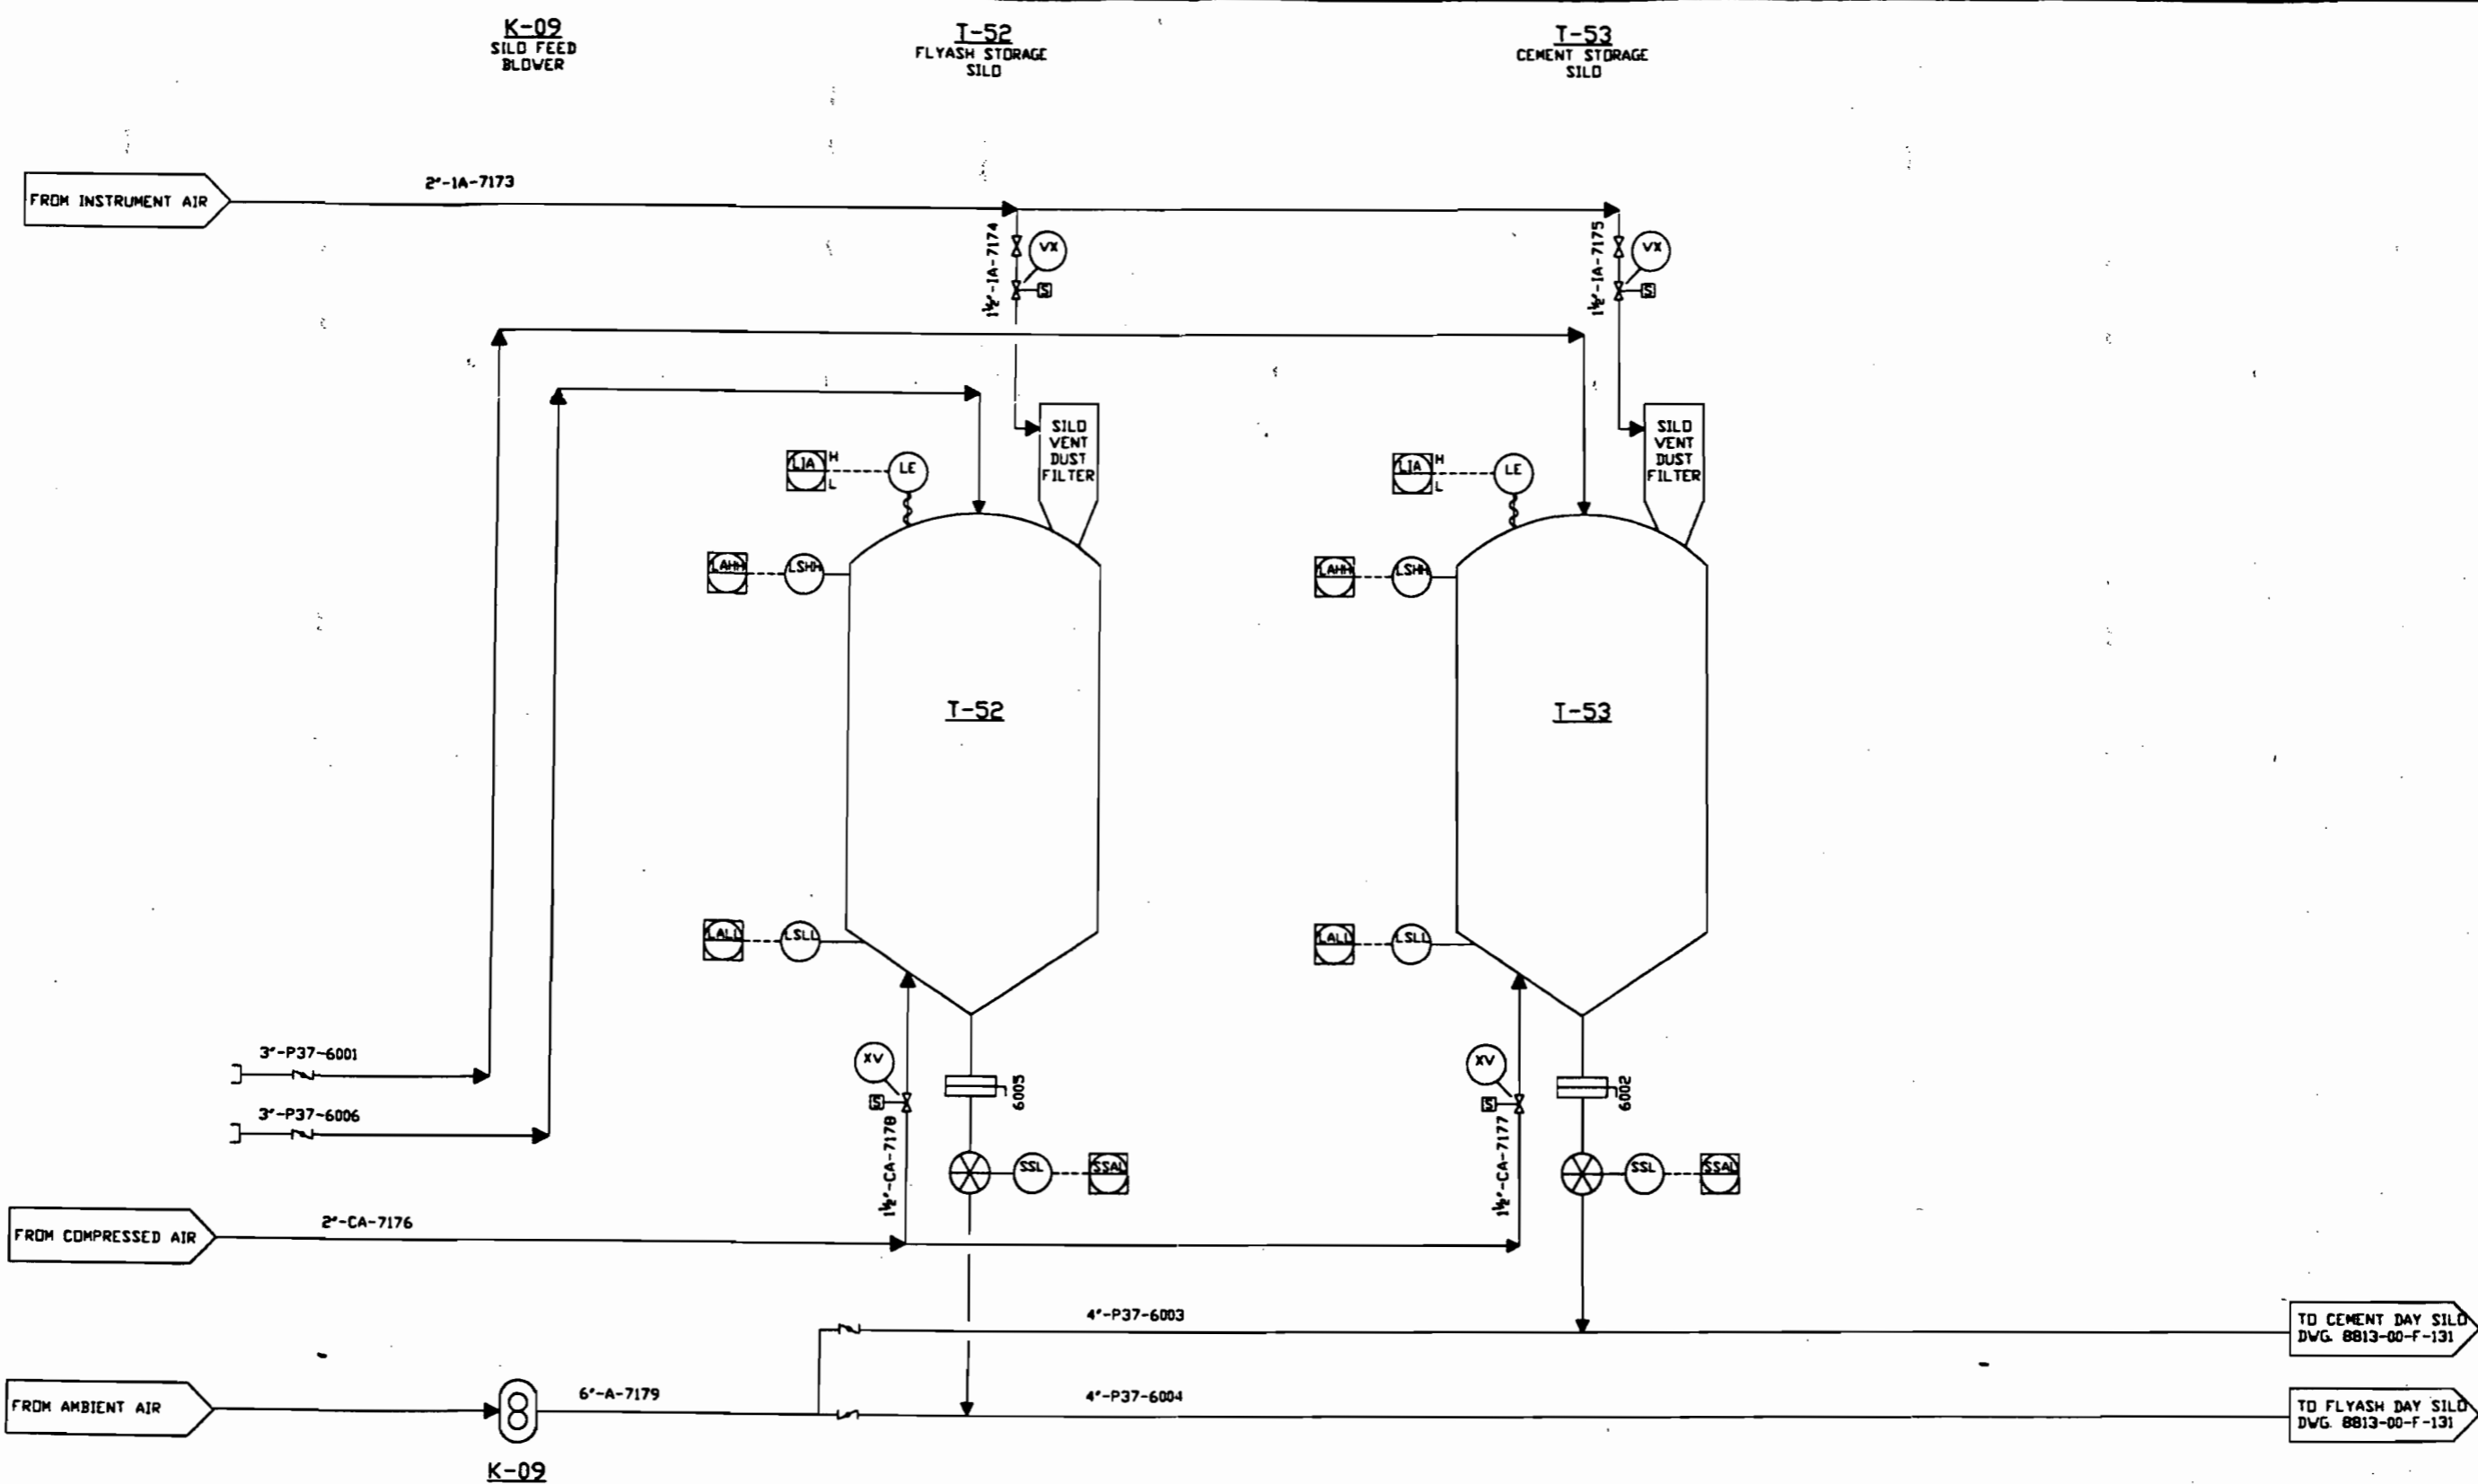 K-09
SILO FEED
BLOWER
T-52
FLYASH STORAGE
SILO
T-53
CEMENT STORAGE
SILO
FROM INSTRUMENT AIR
2"-IA-7173
1½"-IA-7174
VX
S
1½"-IA-7175
VX
S
SILO
VENT
DUST
FILTER
SILO
VENT
DUST
FILTER
LIA
H
L
LE
LIA
H
L
LE
LAHH
LSHH
LAHH
LSHH
T-52
T-53
LALL
LSLL
LALL
LSLL
3"-P37-6001
3"-P37-6006
XV
S
1½"-CA-7178
6005
XV
S
1½"-CA-7177
6002
SSL
SSAL
SSL
SSAL
FROM COMPRESSED AIR
2"-CA-7176
4"-P37-6003
TO CEMENT DAY SILO
DWG. 8813-00-F-131
FROM AMBIENT AIR
6"-A-7179
4"-P37-6004
TO FLYASH DAY SILO
DWG. 8813-00-F-131
K-09